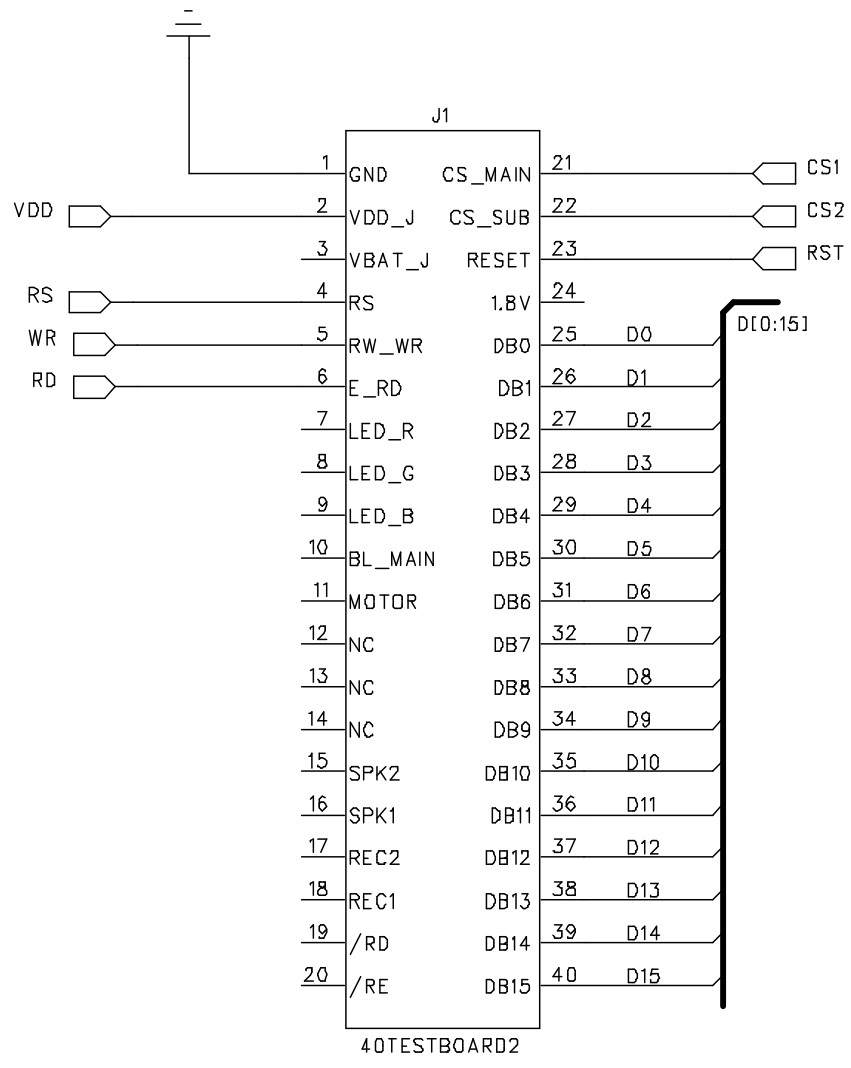 J1
1 GND CS_MAIN 21 CS1
VDD 2 VDD_J CS_SUB 22 CS2
3 VBAT_J RESET 23 RST
RS 4 RS 1.8V 24
D[0:15]
WR 5 RW_WR DB0 25 D0
RD 6 E_RD DB1 26 D1
7 LED_R DB2 27 D2
8 LED_G DB3 28 D3
9 LED_B DB4 29 D4
10 BL_MAIN DB5 30 D5
11 MOTOR DB6 31 D6
12 NC DB7 32 D7
13 NC DB8 33 D8
14 NC DB9 34 D9
15 SPK2 DB10 35 D10
16 SPK1 DB11 36 D11
17 REC2 DB12 37 D12
18 REC1 DB13 38 D13
19 /RD DB14 39 D14
20 /RE DB15 40 D15
40TESTBOARD2